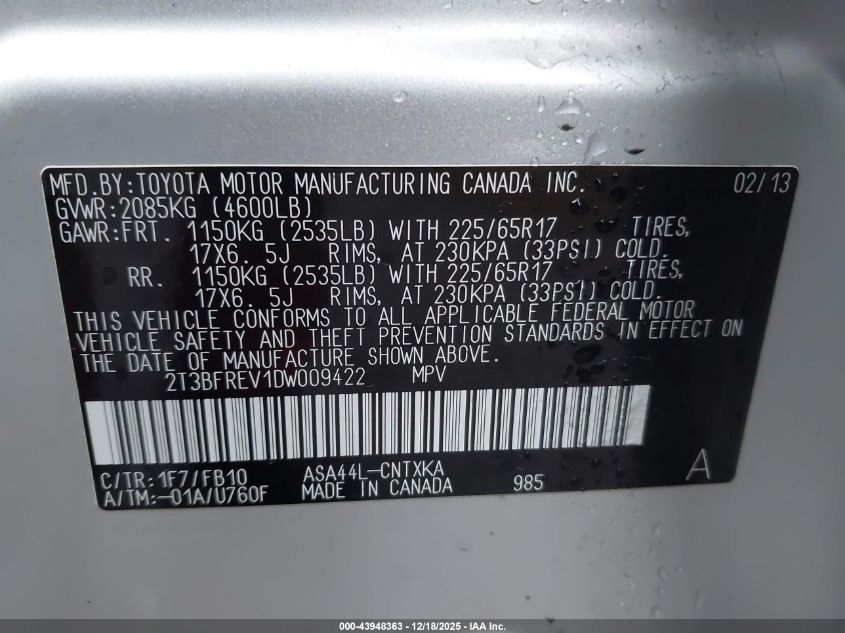 MFD.BY:TOYOTA MOTOR MANUFACTURING CANADA INC. 02/13
GVWR:2085KG (4600LB)
GAWR:FRT. 1150KG (2535LB) WITH 225/65R17 TIRES,
17X6. 5J RIMS, AT 230KPA (33PSI) COLD.
RR. 1150KG (2535LB) WITH 225/65R17 TIRES,
17X6. 5J RIMS, AT 230KPA (33PSI) COLD.
THIS VEHICLE CONFORMS TO ALL APPLICABLE FEDERAL MOTOR
VEHICLE SAFETY AND THEFT PREVENTION STANDARDS IN EFFECT ON
THE DATE OF MANUFACTURE SHOWN ABOVE.
2T3BFREV1DW009422 MPV
C/TR:1F7/FB10 ASA44L-CNTXKA A
A/TM:-01A/U760F MADE IN CANADA 985
000-43948363 - 12/18/2025 - IAA Inc.